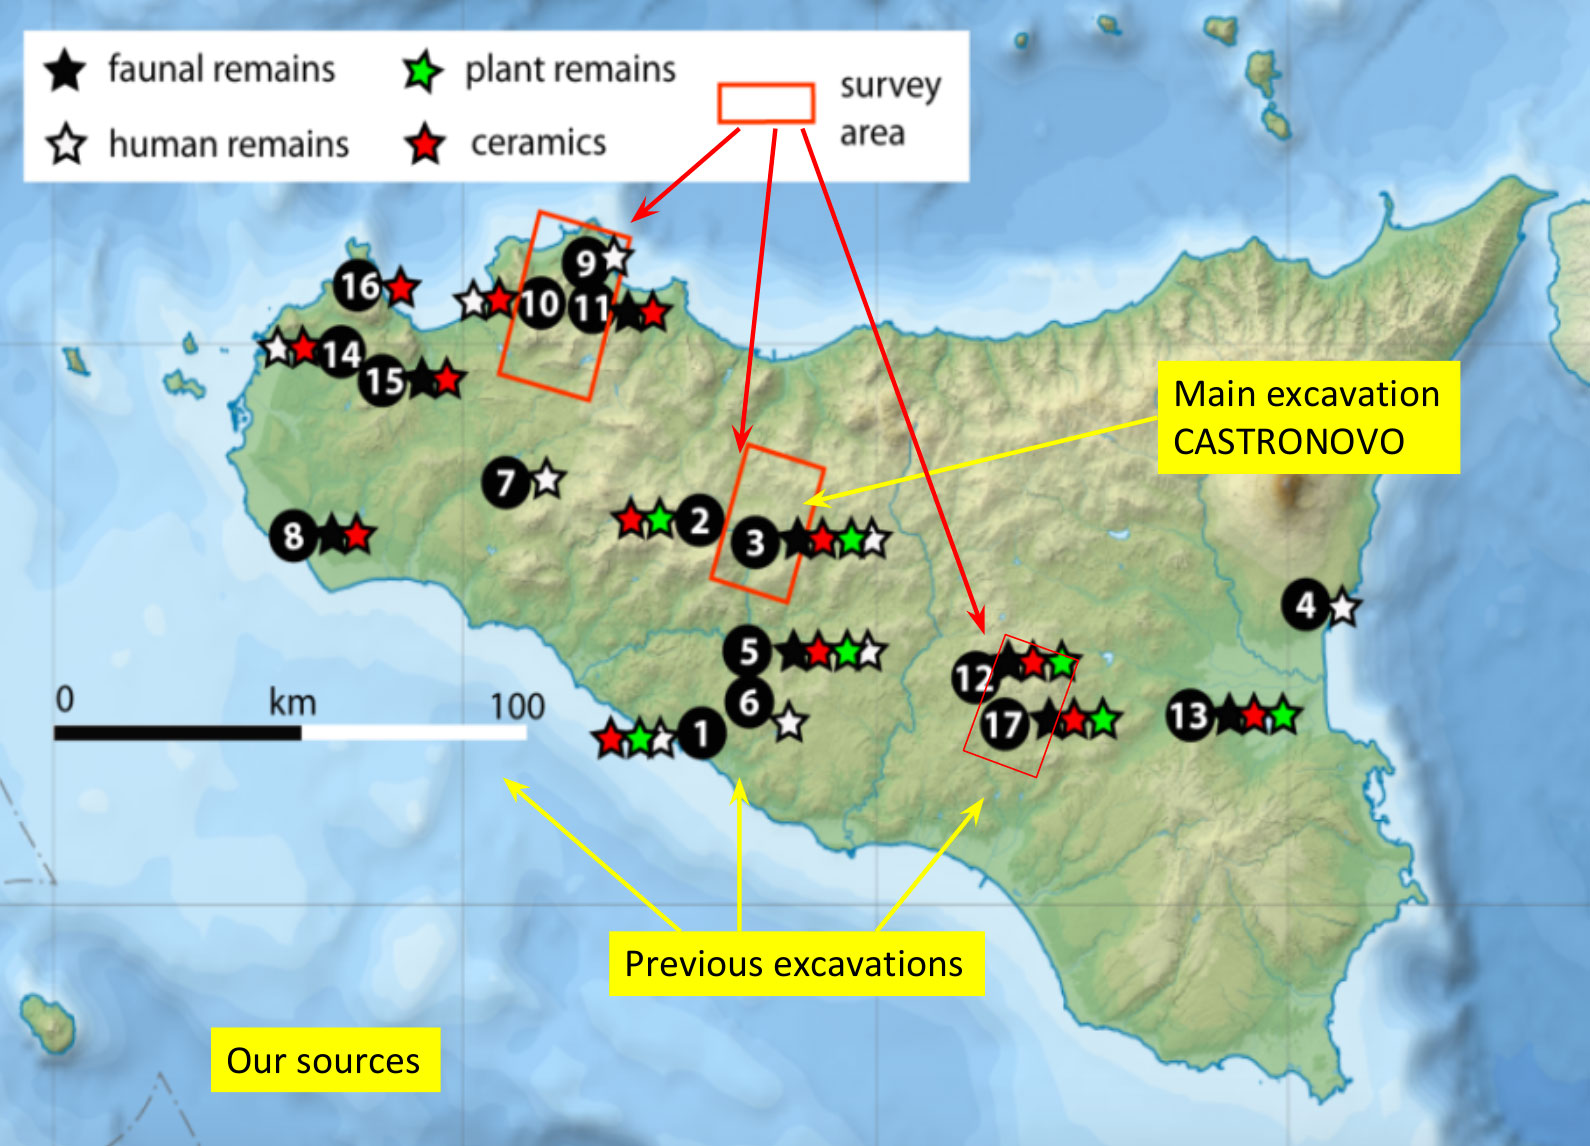 faunal remains
plant remains
survey
area
human remains
ceramics
9
16
10
11
14
15
Main excavation
CASTRONOVO
7
2
8
3
4
5
12
6
17
13
1
0
km
100
Previous excavations
Our sources